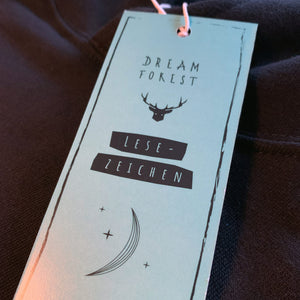 DREAM
FOREST
LESE-
ZEICHEN